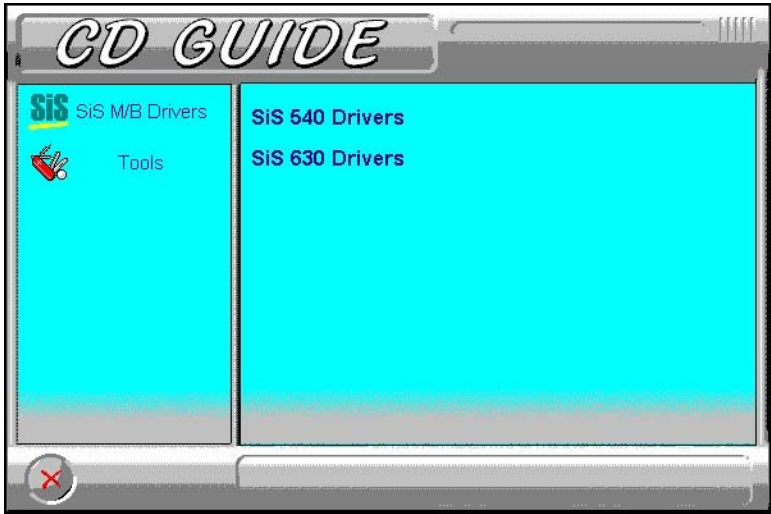 CD GUIDE
SiS SiS M/B Drivers
Tools
SiS 540 Drivers
SiS 630 Drivers